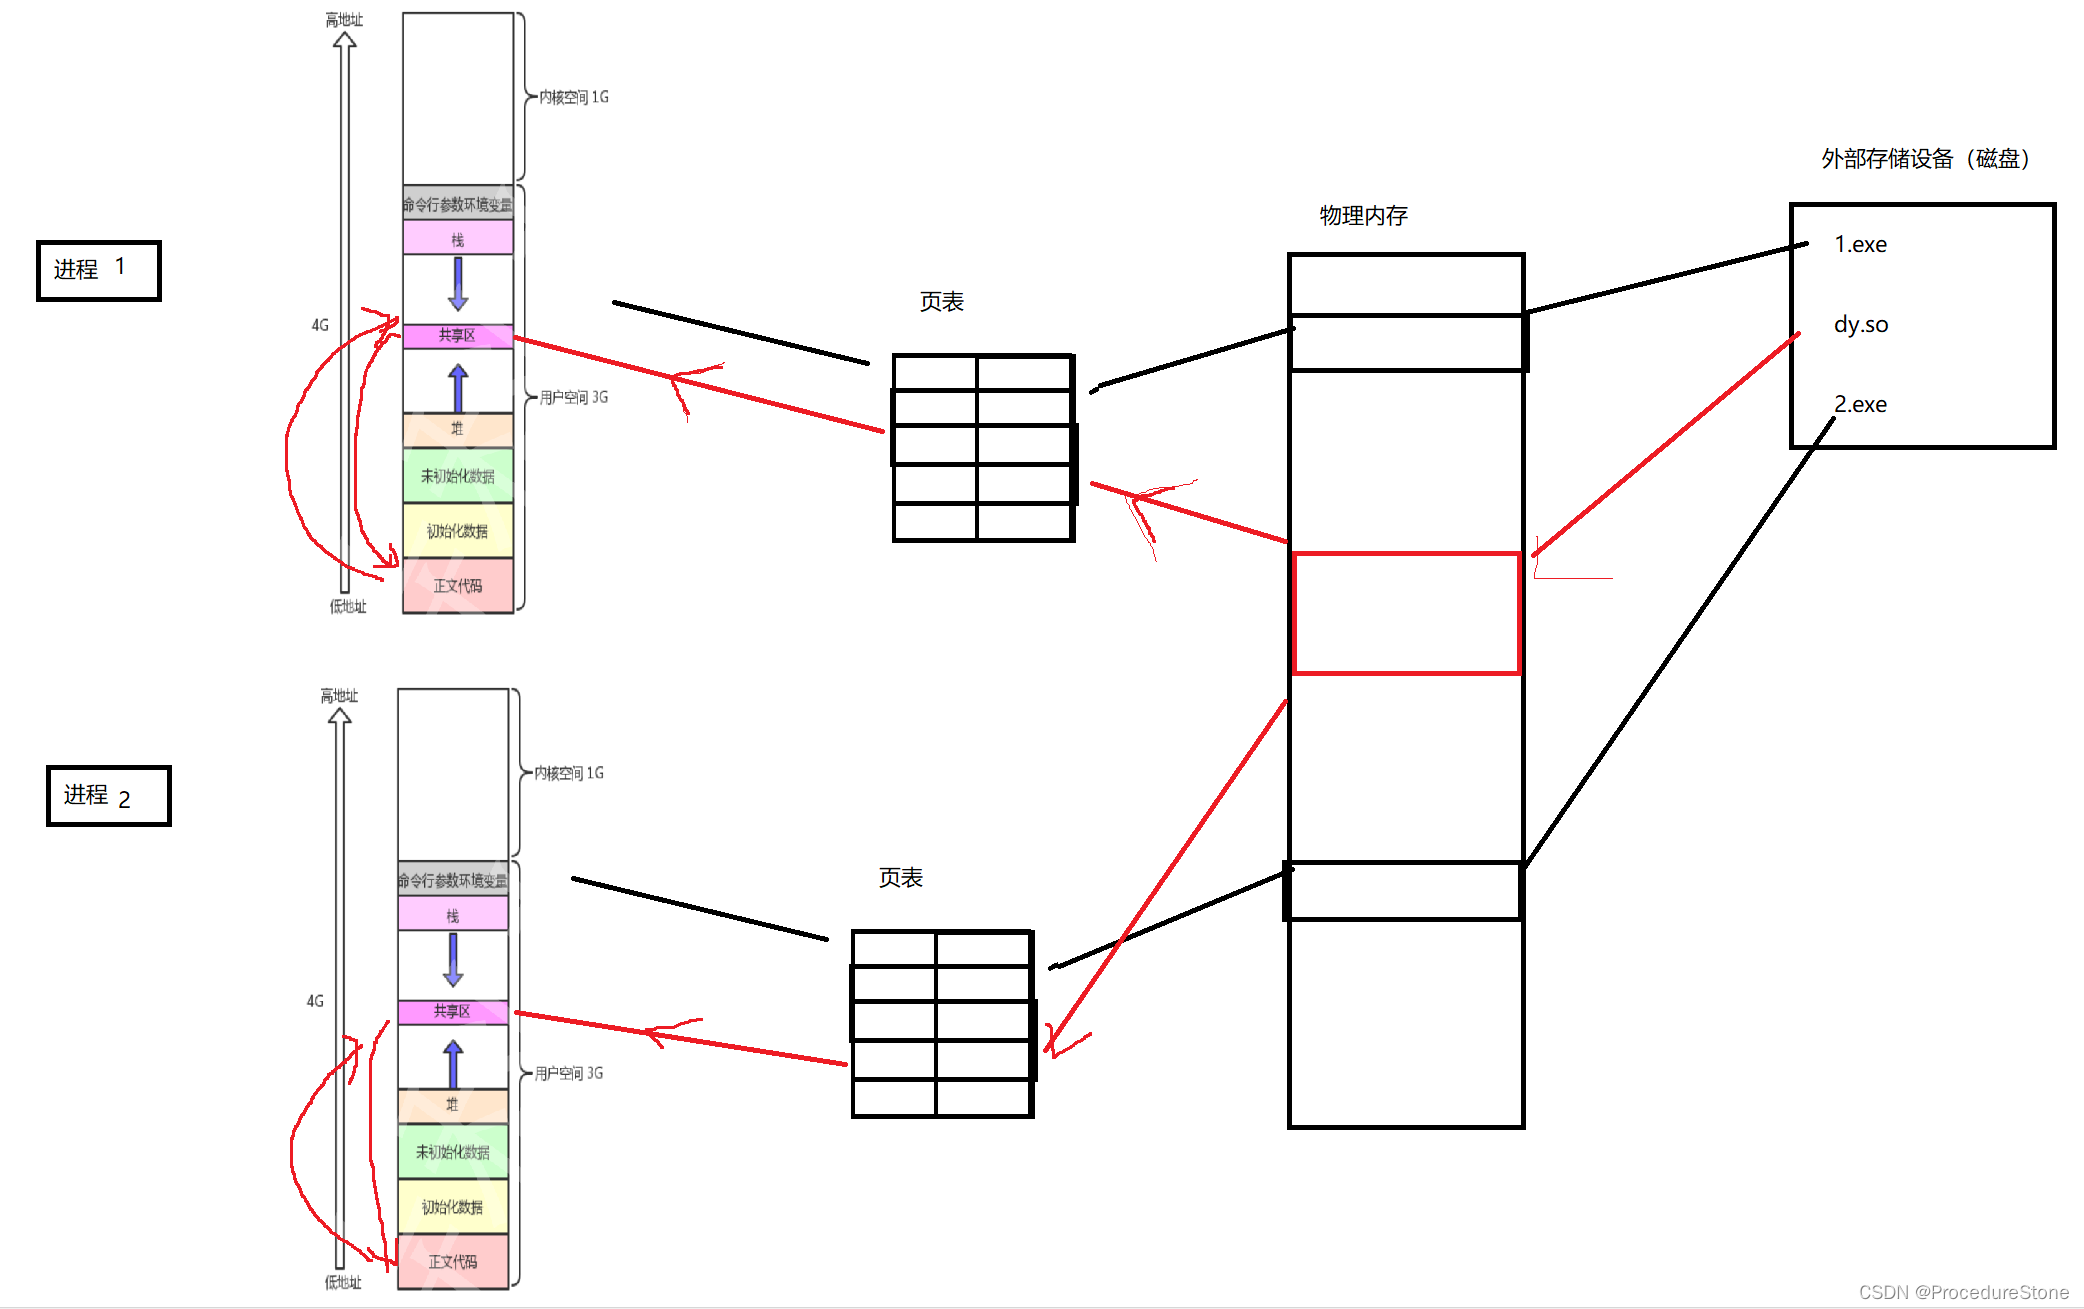 高地址
内核空间 1G
命令行参数环境变量
栈
进程 1
4G
共享区
用户空间 3G
堆
未初始化数据
初始化数据
正文代码
低地址
页表
物理内存
外部存储设备（磁盘）
1.exe
dy.so
2.exe
高地址
内核空间 1G
进程 2
命令行参数环境变量
栈
4G
共享区
用户空间 3G
堆
未初始化数据
初始化数据
正文代码
低地址
页表
CSDN @ProcedureStone